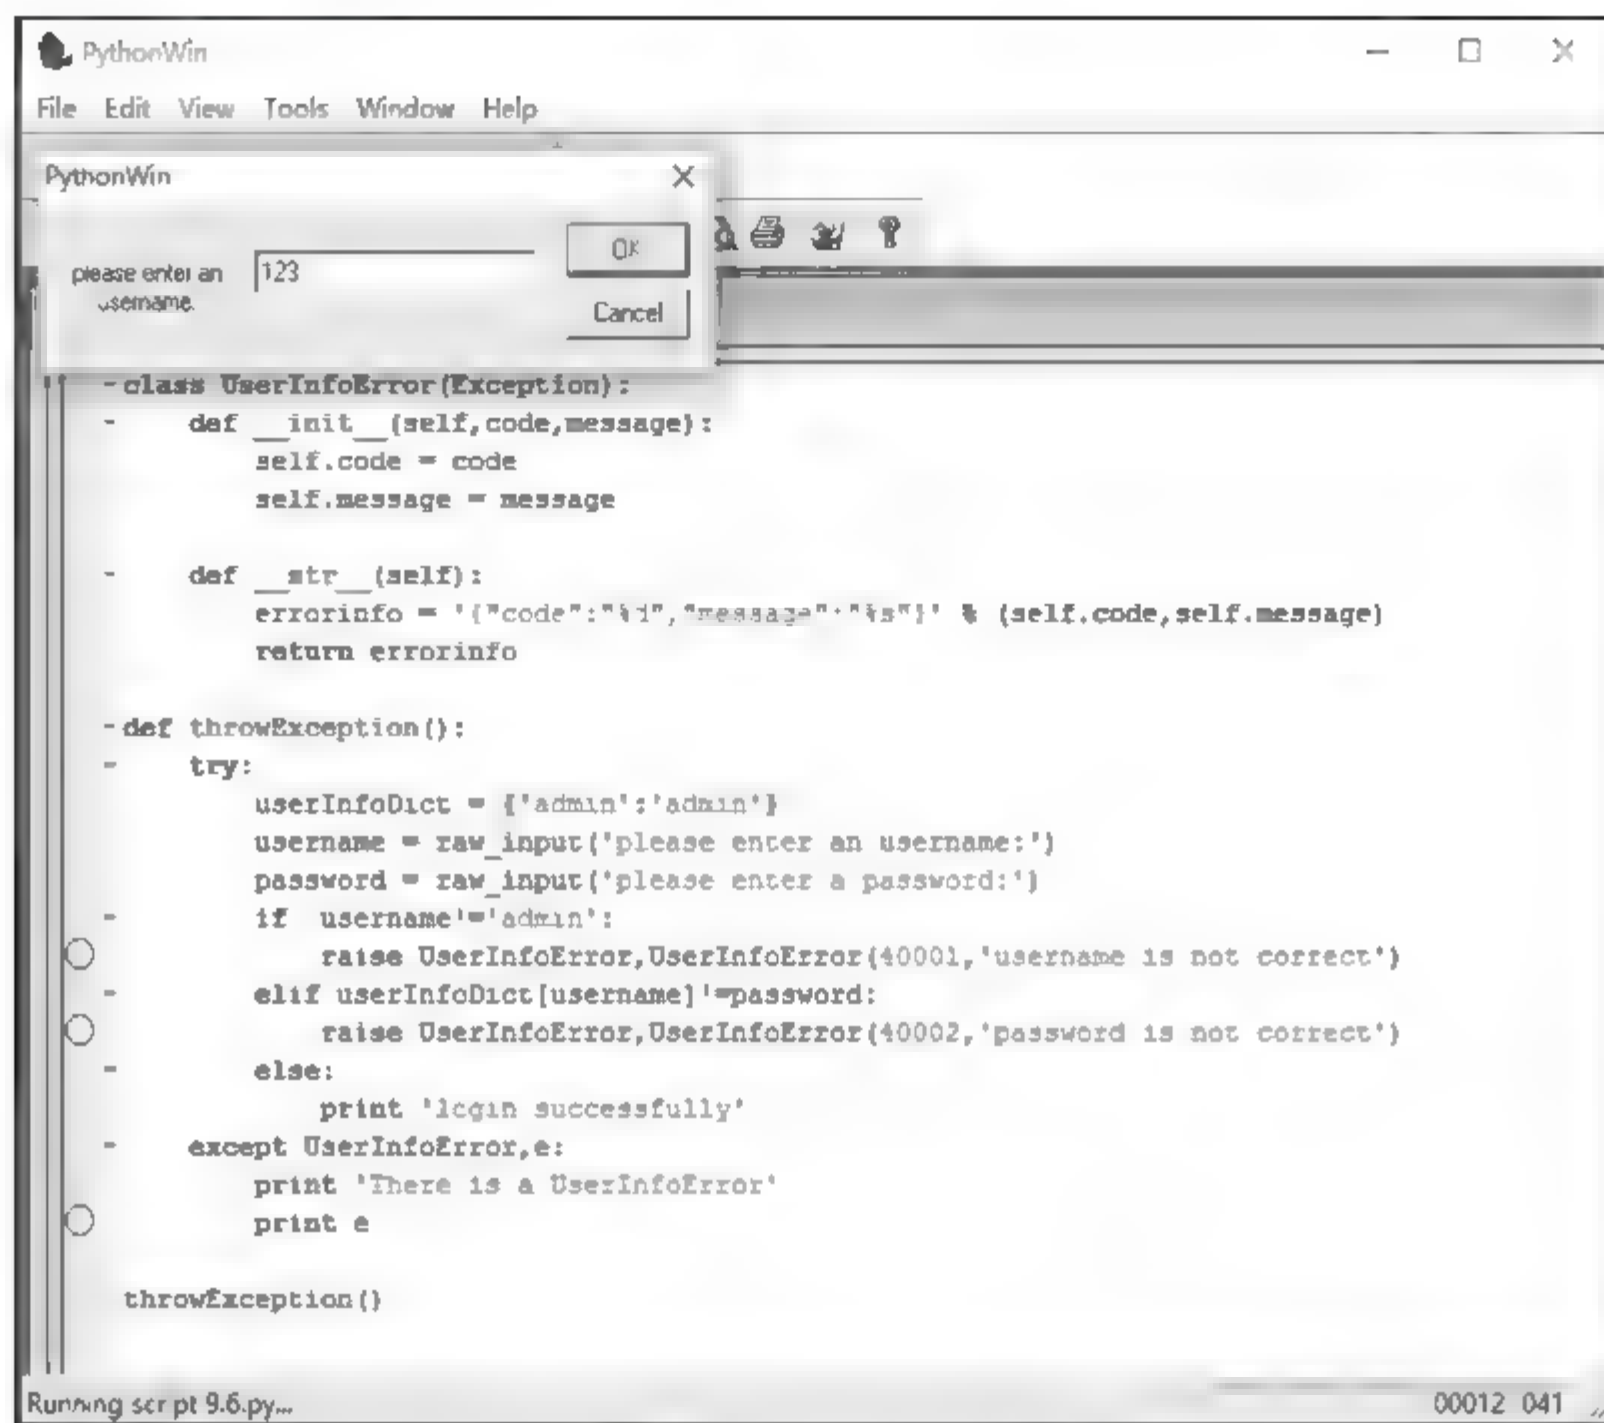 PythonWin
File Edit View Tools Window Help
PythonWin
please enter an
username.
123
OK
Cancel
class UserInfoError(Exception):
def __init__(self,code,message):
self.code = code
self.message = message
def __str__(self):
errorinfo = '{"code":"%d","message":"%s"}' % (self.code,self.message)
return errorinfo
def throwException():
try:
userInfoDict = {'admin':'admin'}
username = raw_input('please enter an username:')
password = raw_input('please enter a password:')
if username!='admin':
raise UserInfoError,UserInfoError(40001,'username is not correct')
elif userInfoDict[username]!=password:
raise UserInfoError,UserInfoError(40002,'password is not correct')
else:
print 'login successfully'
except UserInfoError,e:
print 'There is a UserInfoError'
print e
throwException()
Running script 9.6.py...
00012 041